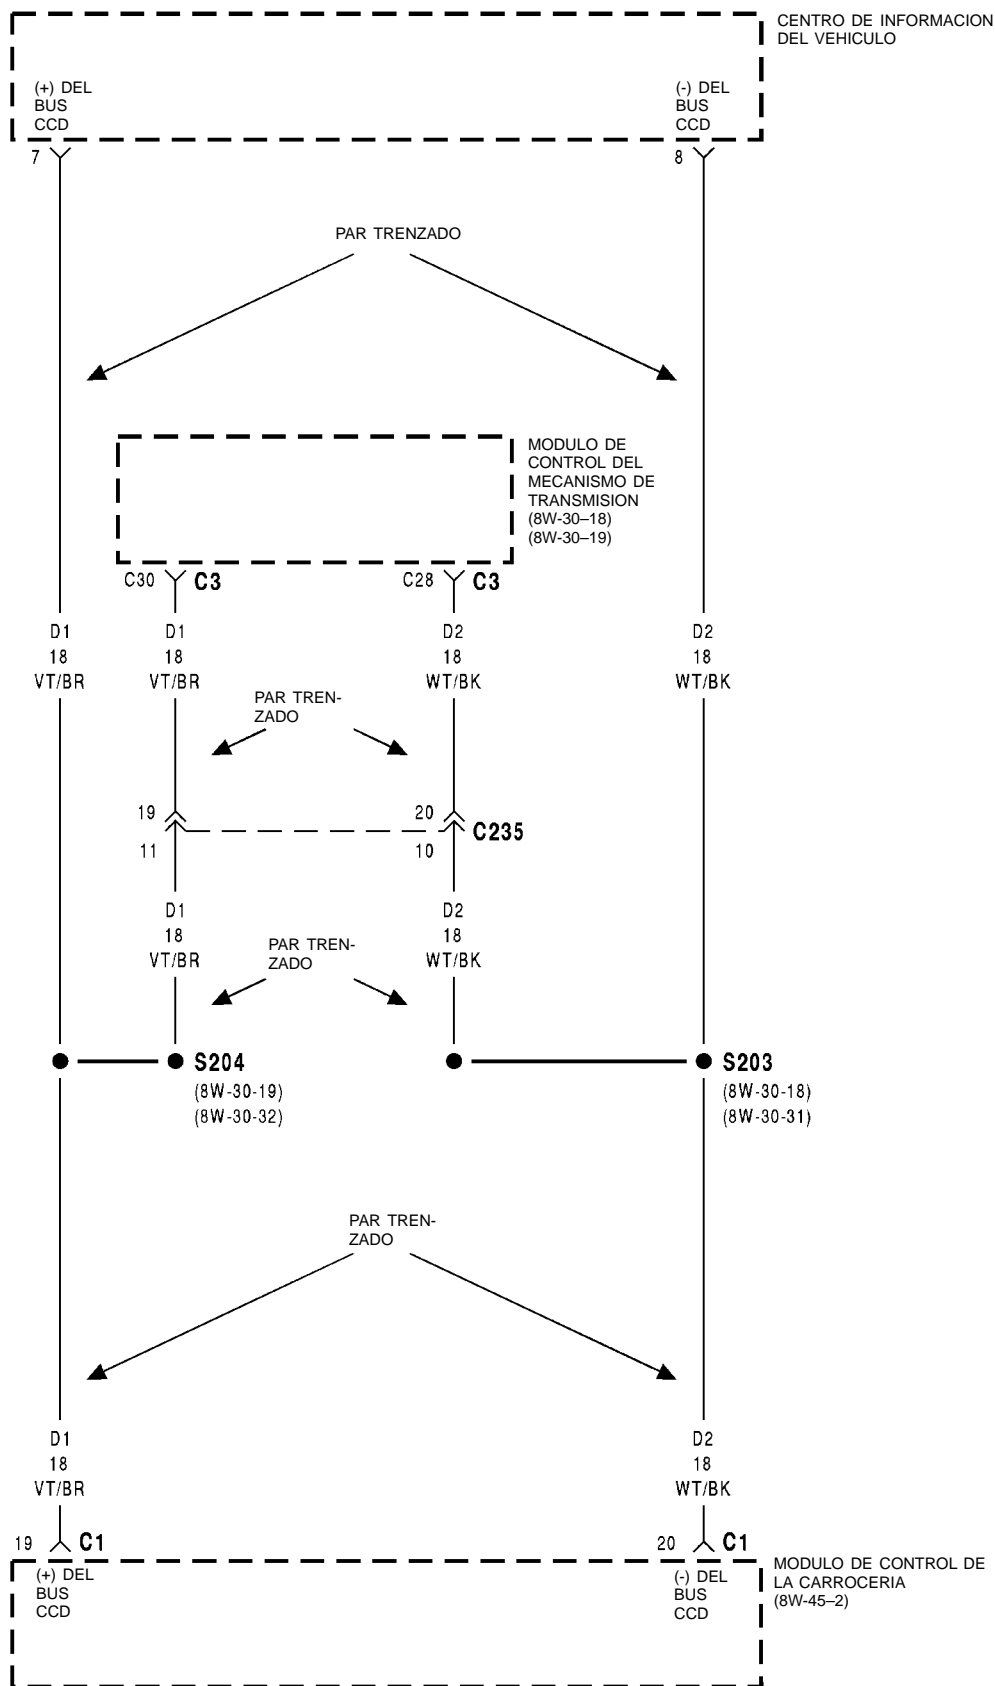 CENTRO DE INFORMACION
DEL VEHICULO
(+) DEL
BUS
CCD
(-) DEL
BUS
CCD
7
8
PAR TRENZADO
MODULO DE
CONTROL DEL
MECANISMO DE
TRANSMISION
(8W-30–18)
(8W-30–19)
C30
C3
C28
C3
D1
18
VT/BR
D1
18
VT/BR
D2
18
WT/BK
D2
18
WT/BK
PAR TREN-
ZADO
19
20
C235
11
10
D1
18
VT/BR
D2
18
WT/BK
PAR TREN-
ZADO
S204
(8W-30-19)
(8W-30-32)
S203
(8W-30-18)
(8W-30-31)
PAR TREN-
ZADO
D1
18
VT/BR
D2
18
WT/BK
19
C1
20
C1
(+) DEL
BUS
CCD
(-) DEL
BUS
CCD
MODULO DE CONTROL DE
LA CARROCERIA
(8W-45–2)